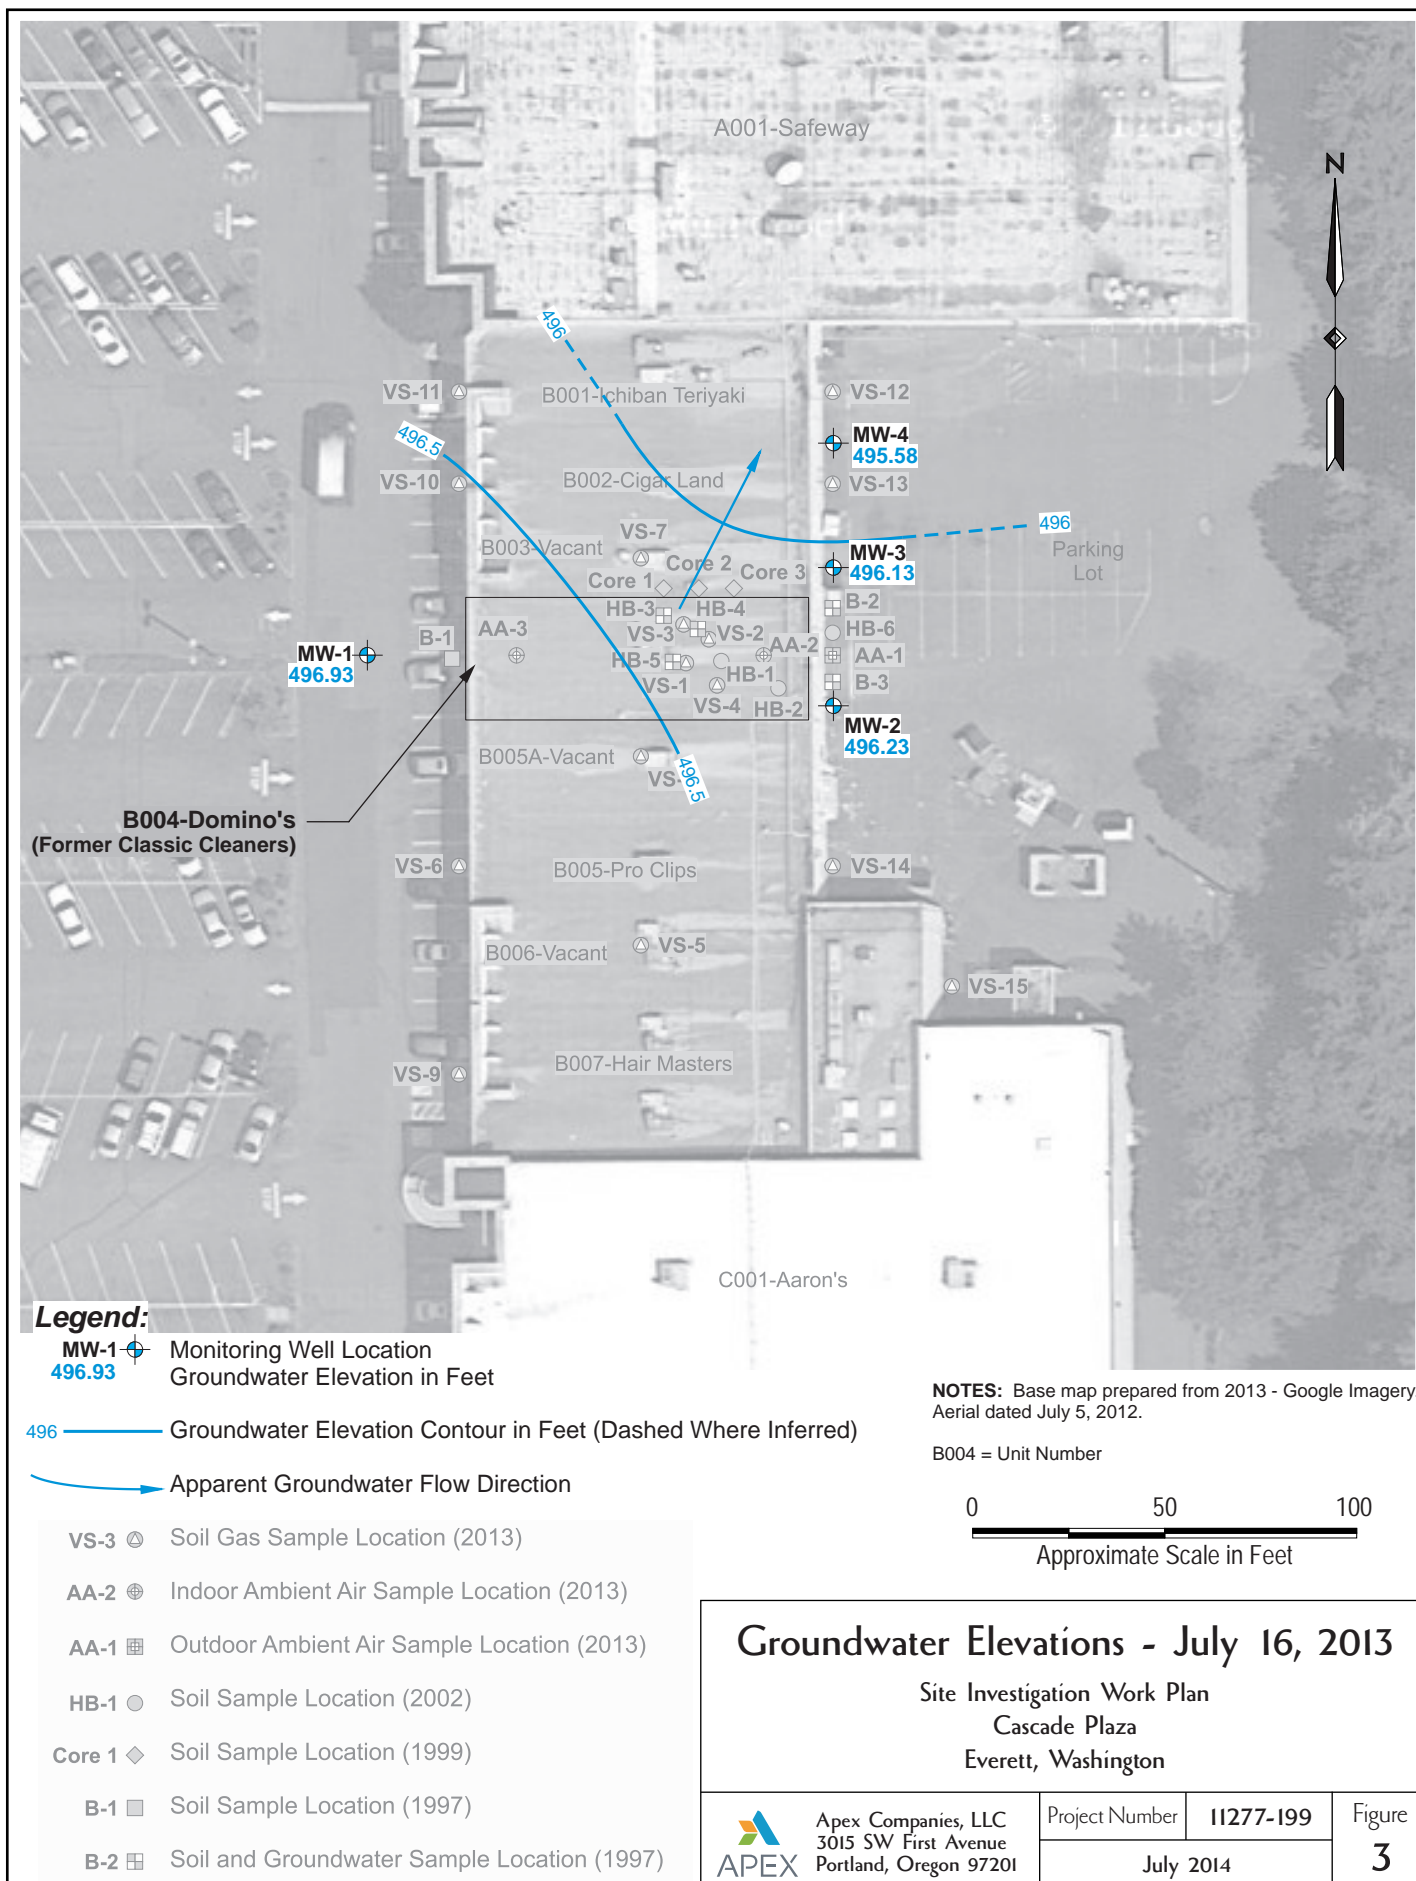 A001-Safeway
N
496
VS-11
B001-Ichiban Teriyaki
VS-12
496.5
MW-4
495.58
VS-10
B002-Cigar Land
VS-13
496
VS-7
B003-Vacant
MW-3
496.13
Parking
Lot
Core 2
Core 1
Core 3
HB-3
HB-4
B-2
AA-3
VS-3
VS-2
HB-6
B-1
AA-2
MW-1
496.93
HB-5
AA-1
HB-1
VS-1
B-3
VS-4
HB-2
MW-2
496.23
B005A-Vacant
VS-
496.5
B004-Domino's
(Former Classic Cleaners)
VS-6
B005-Pro Clips
VS-14
B006-Vacant
VS-5
VS-15
VS-9
B007-Hair Masters
C001-Aaron's
Legend:
MW-1
496.93
Monitoring Well Location
Groundwater Elevation in Feet
496
Groundwater Elevation Contour in Feet (Dashed Where Inferred)
Apparent Groundwater Flow Direction
VS-3 Soil Gas Sample Location (2013)
AA-2 Indoor Ambient Air Sample Location (2013)
AA-1 Outdoor Ambient Air Sample Location (2013)
HB-1 Soil Sample Location (2002)
Core 1 Soil Sample Location (1999)
B-1 Soil Sample Location (1997)
B-2 Soil and Groundwater Sample Location (1997)
NOTES: Base map prepared from 2013 - Google Imagery.
Aerial dated July 5, 2012.
B004 = Unit Number
0 50 100
Approximate Scale in Feet
Groundwater Elevations - July 16, 2013
Site Investigation Work Plan
Cascade Plaza
Everett, Washington
APEX
Apex Companies, LLC
3015 SW First Avenue
Portland, Oregon 97201
Project Number 11277-199
July 2014
Figure
3